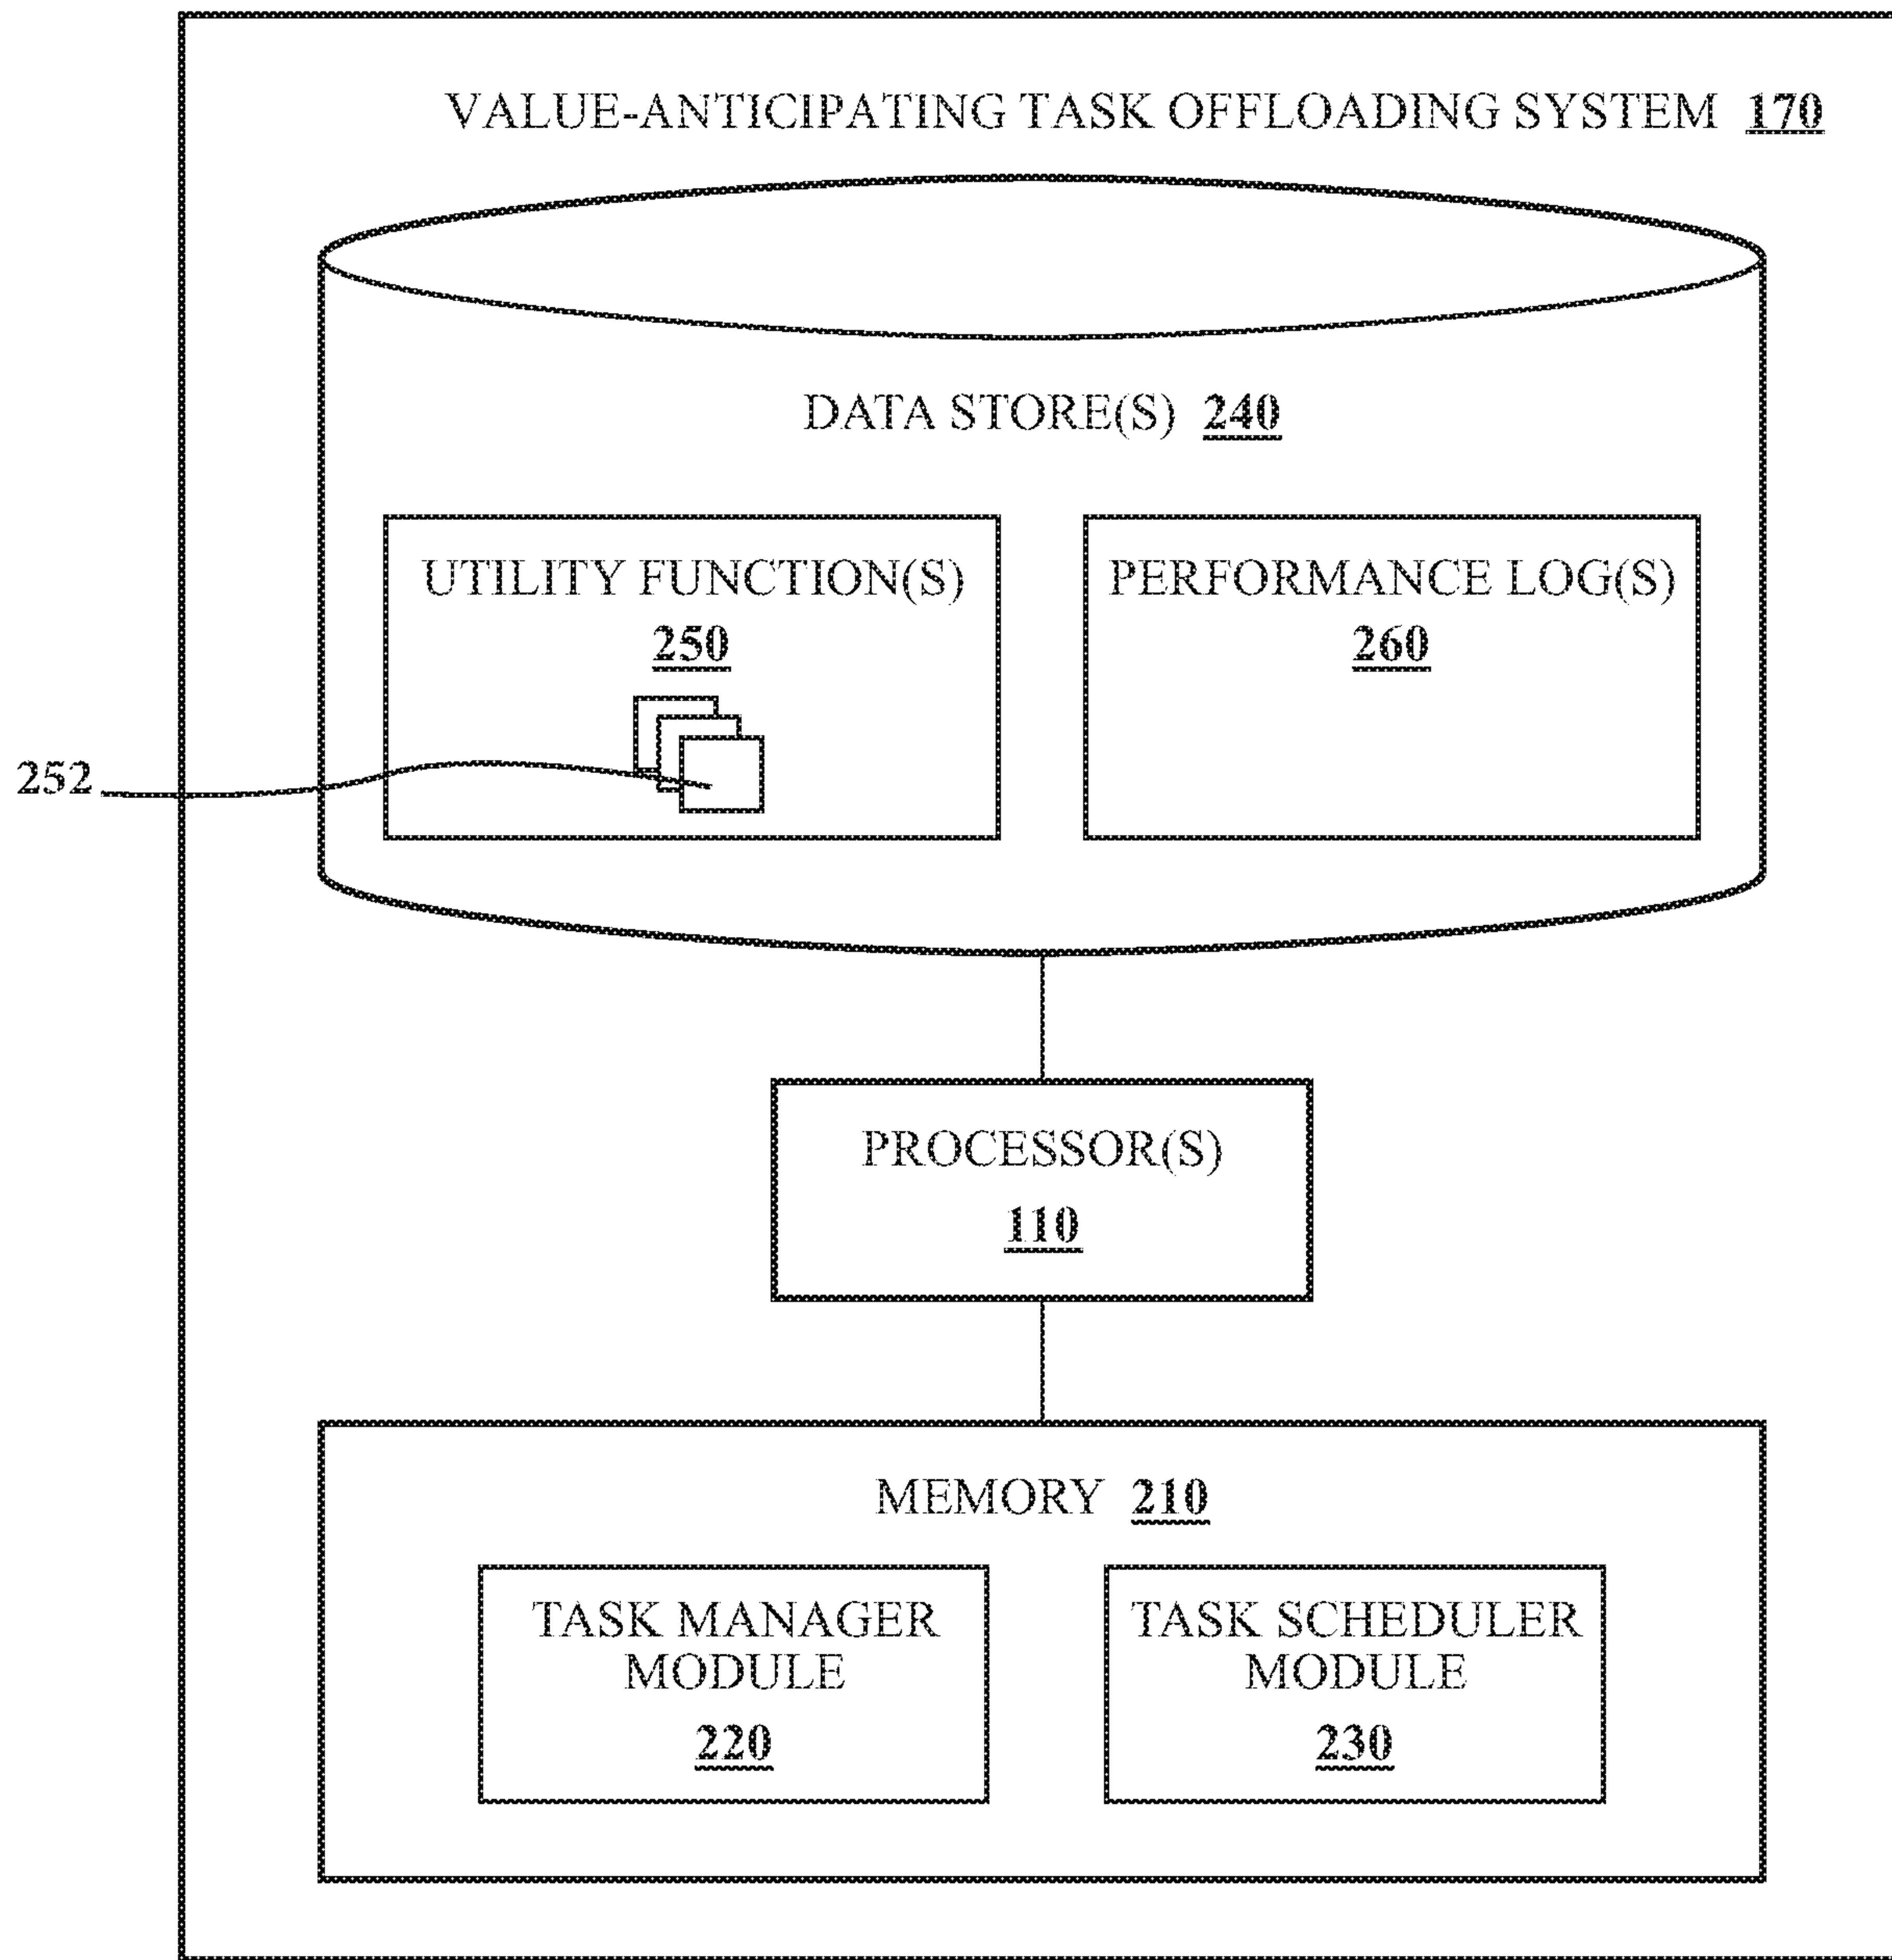 VALUE-ANTICIPATING TASK OFFLOADING SYSTEM 170
DATA STORE(S) 240
UTILITY FUNCTION(S)
250
PERFORMANCE LOG(S)
260
252
PROCESSOR(S)
110
MEMORY 210
TASK MANAGER
MODULE
220
TASK SCHEDULER
MODULE
230